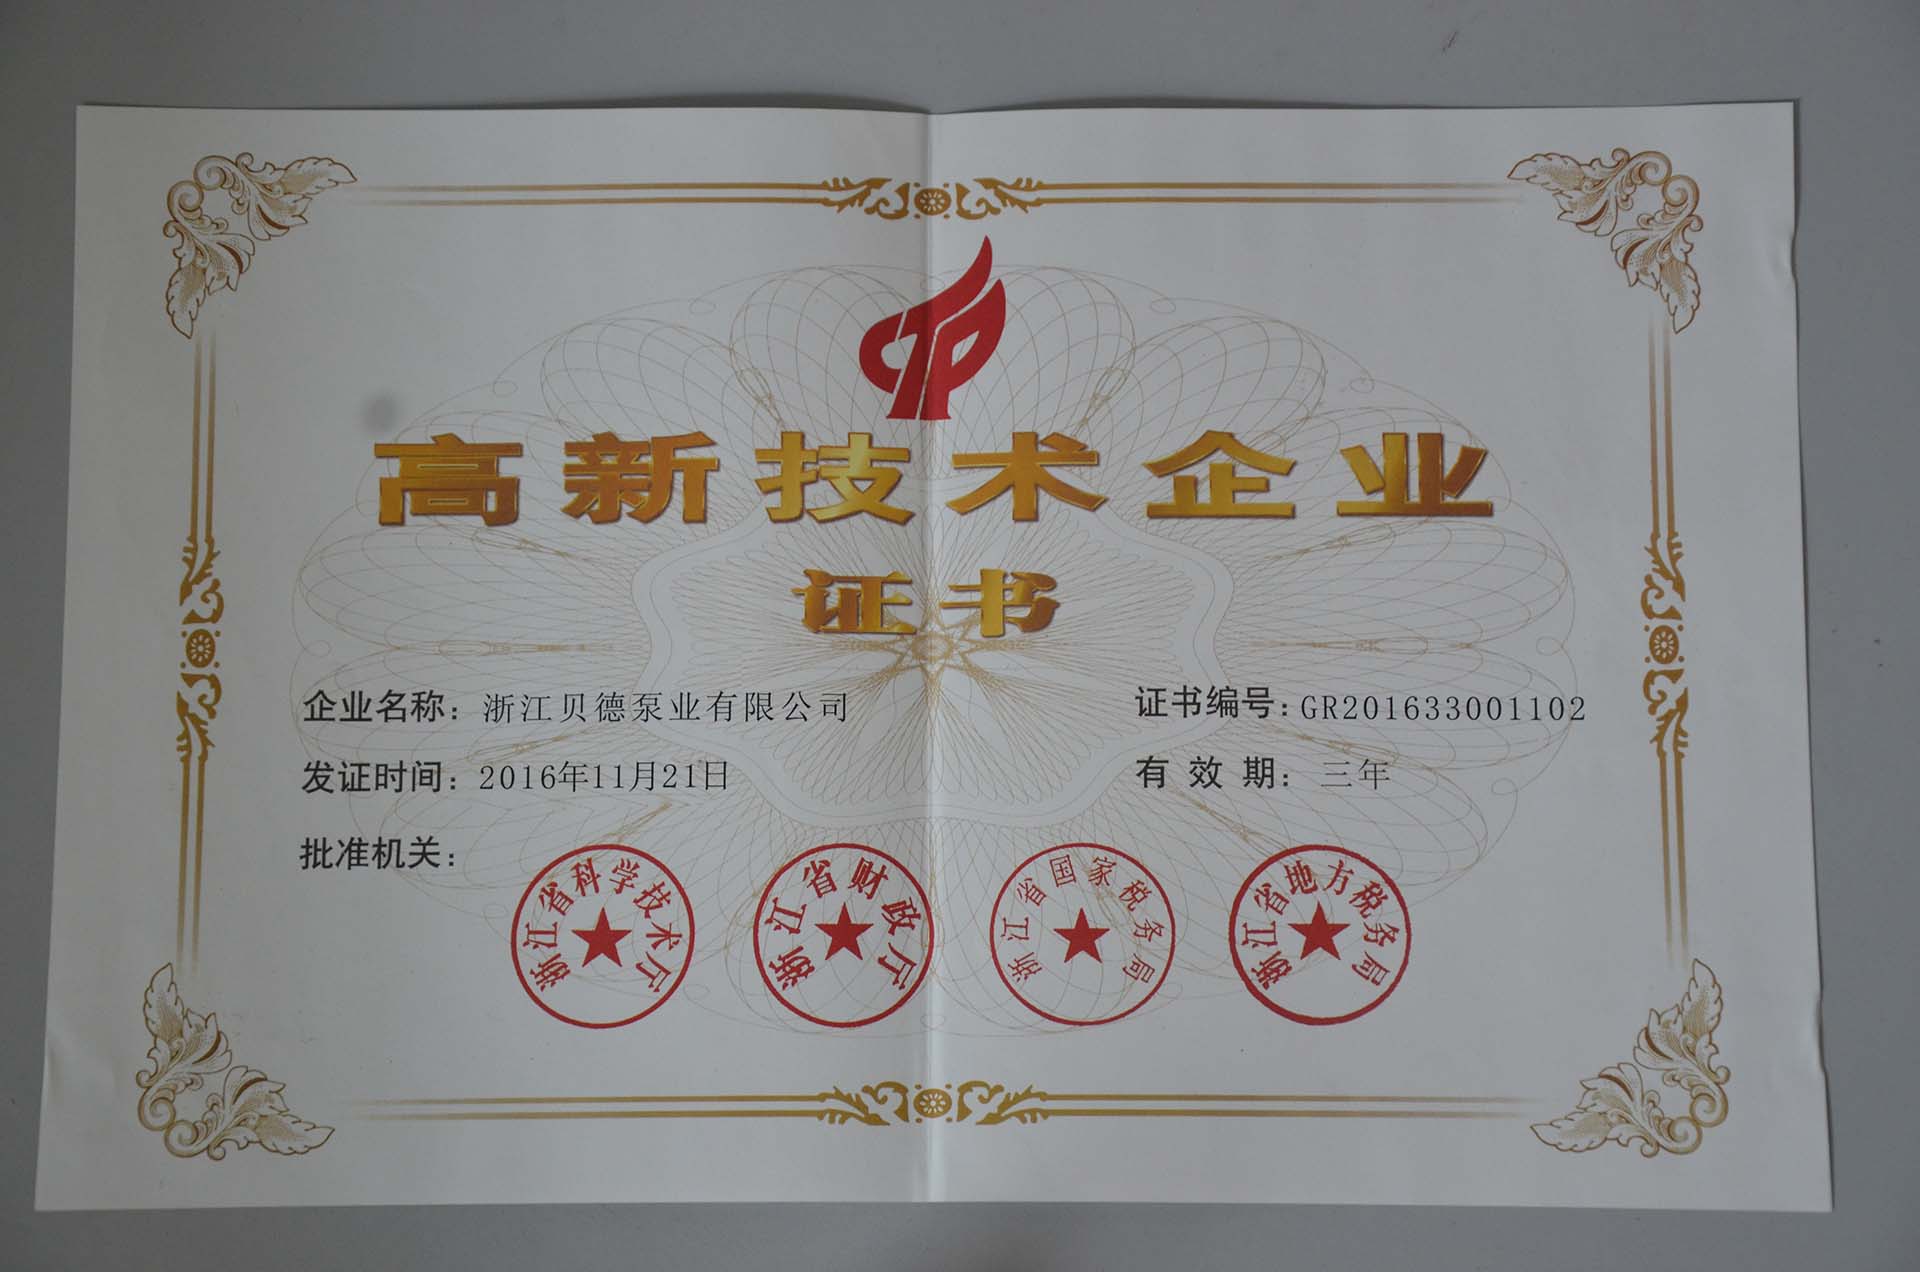 高新技术企业
证书
企业名称：浙江贝德泵业有限公司
证书编号：GR201633001102
发证时间：2016年11月21日
有效期：三年
批准机关：
浙江省科学技术厅
浙江省财政厅
浙江省国家税务局
浙江省地方税务局